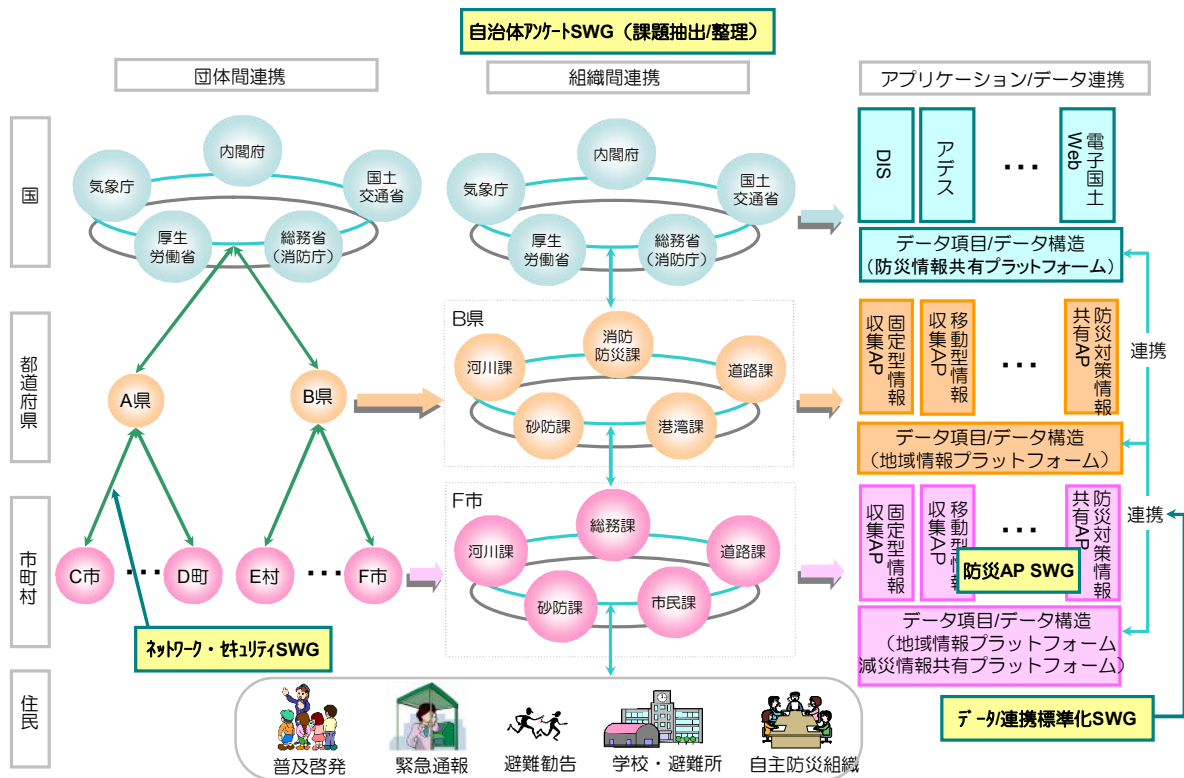 自治体ｱﾝｹｰﾄSWG（課題抽出/整理）
団体間連携
組織間連携
アプリケーション/データ連携
国
内閣府
気象庁
国土
交通省
厚生
労働省
総務省
（消防庁）
内閣府
気象庁
国土
交通省
厚生
労働省
総務省
（消防庁）
DIS
アデス
･･･
電子国土
Web
データ項目/データ構造
（防災情報共有プラットフォーム）
都道府県
A県
B県
B県
消防
防災課
河川課
道路課
砂防課
港湾課
固定型情報
収集AP
移動型情報
収集AP
･･･
防災対策情報
共有AP
連携
データ項目/データ構造
（地域情報プラットフォーム）
市町村
C市
･･･
D町
E村
･･･
F市
F市
総務課
河川課
道路課
砂防課
市民課
固定型情報
収集AP
移動型情報
収集AP
･･･
防災対策情報
共有AP
連携
防災AP SWG
データ項目/データ構造
（地域情報プラットフォーム
減災情報共有プラットフォーム）
ﾈｯﾄﾜｰｸ・ｾｷｭﾘﾃｨSWG
ﾃﾞｰﾀ/連携標準化SWG
住民
普及啓発
緊急通報
避難勧告
学校・避難所
自主防災組織